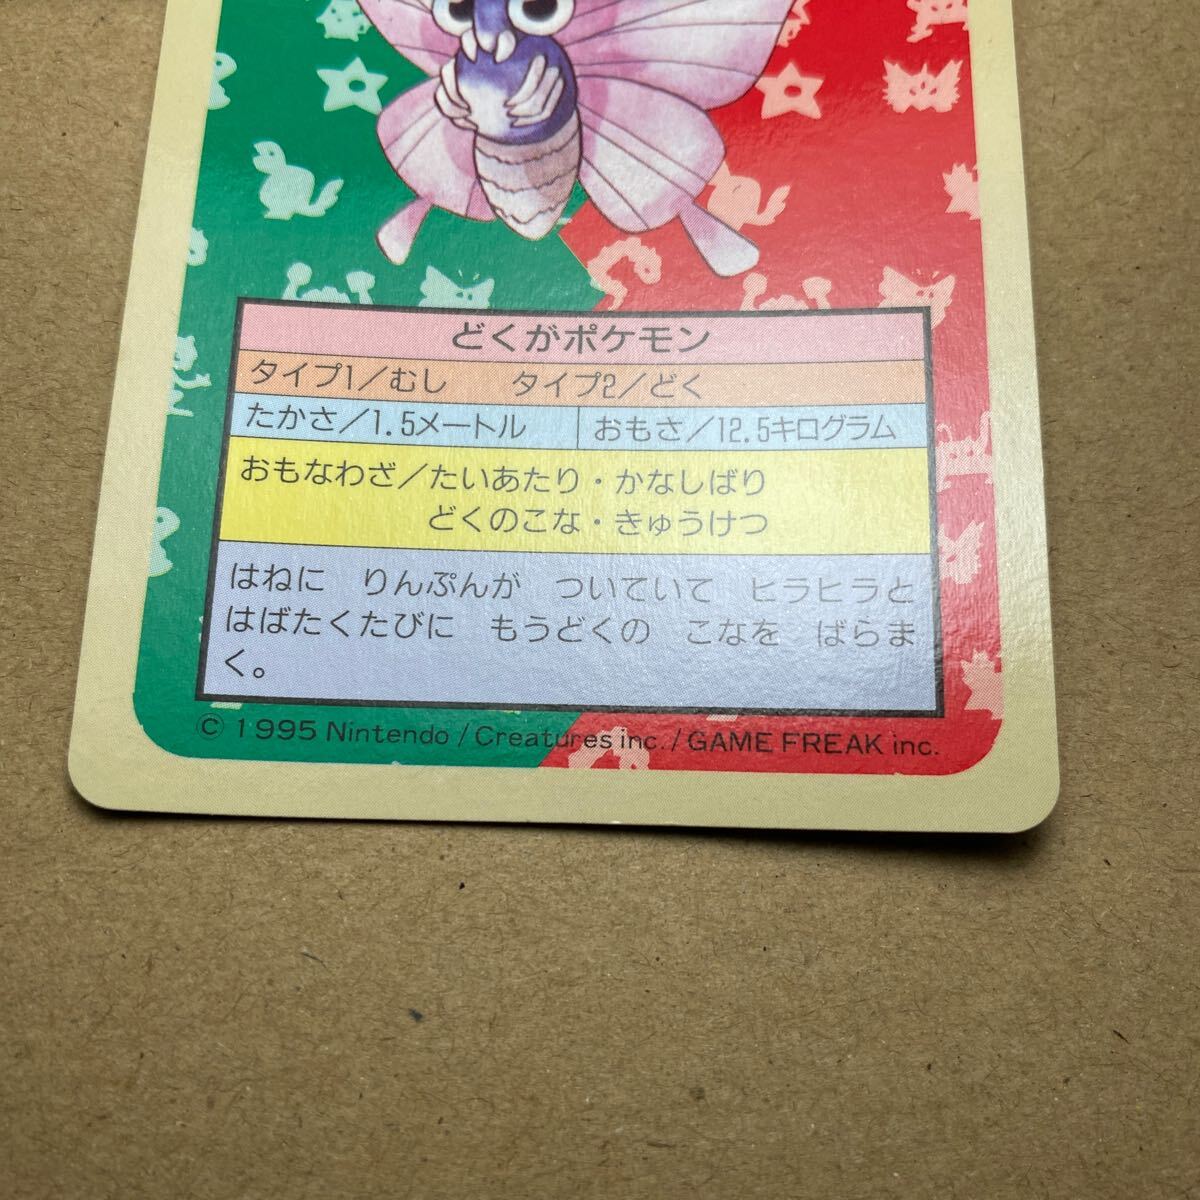 どくがポケモン
タイプ1／むし　タイプ2／どく
たかさ／1.5メートル　おもさ／12.5キログラム
おもなわざ／たいあたり・かなしばり
どくのこな・きゅうけつ
はねに　りんぷんが　ついていて　ヒラヒラと
はばたくたびに　もうどくの　こなを　ばらま
く。
© 1995 Nintendo / Creatures inc. / GAME FREAK inc.